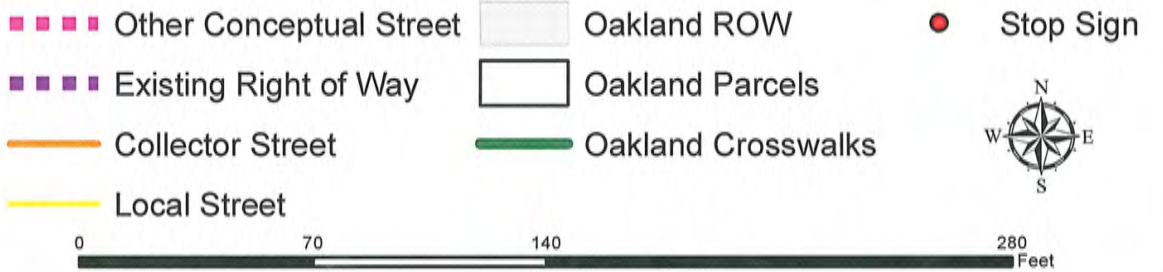 Other Conceptual Street
Existing Right of Way
Collector Street
Local Street
Oakland ROW
Oakland Parcels
Oakland Crosswalks
Stop Sign
N
W E
S
0 70 140 280
Feet